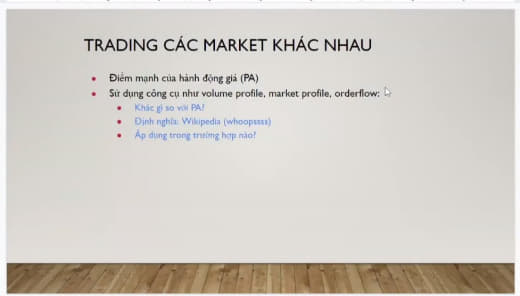 TRADING CÁC MARKET KHÁC NHAU
Điểm mạnh của hành động giá (PA)
Sử dụng công cụ như volume profile, market profile, orderflow:
Khác gì so với PA?
Định nghĩa: Wikipedia (whoopssss)
Áp dụng trong trường hợp nào?